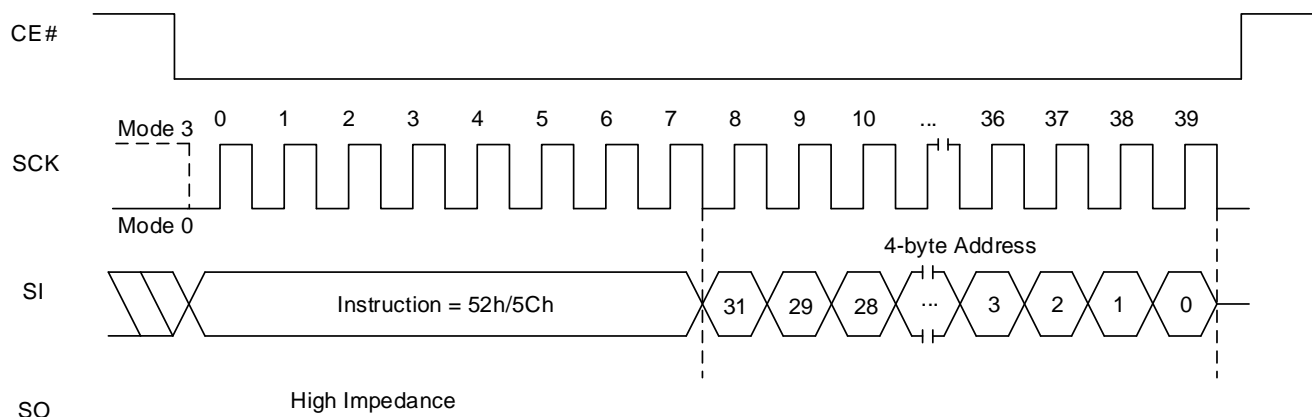 CE#
0 1 2 3 4 5 6 7 8 9 10 ... 36 37 38 39
Mode 3
SCK
Mode 0
4-byte Address
SI
Instruction = 52h/5Ch 31 29 28 ... 3 2 1 0
High Impedance
SO